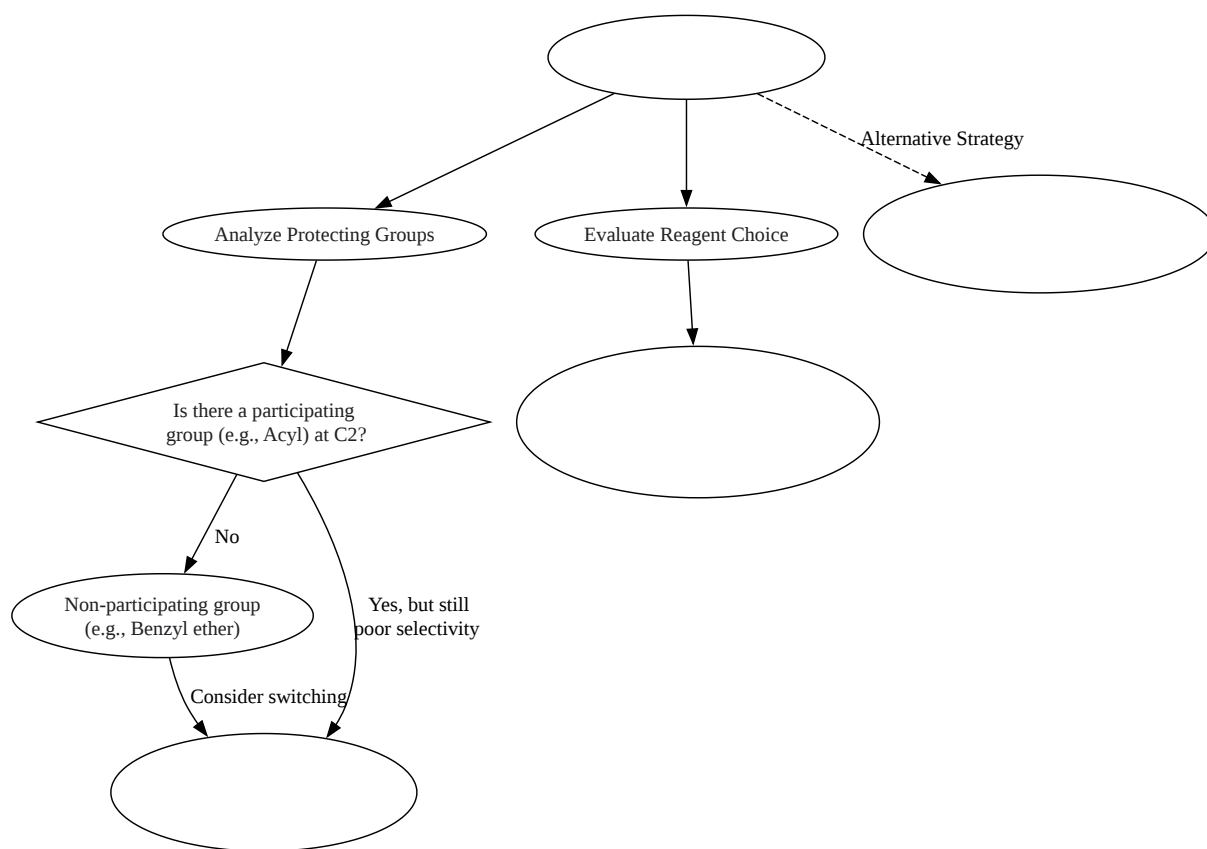 Alternative Strategy
Analyze Protecting Groups
Evaluate Reagent Choice
Is there a participating
group (e.g., Acyl) at C2?
No
Non-participating group
(e.g., Benzyl ether)
Yes, but still
poor selectivity
Consider switching